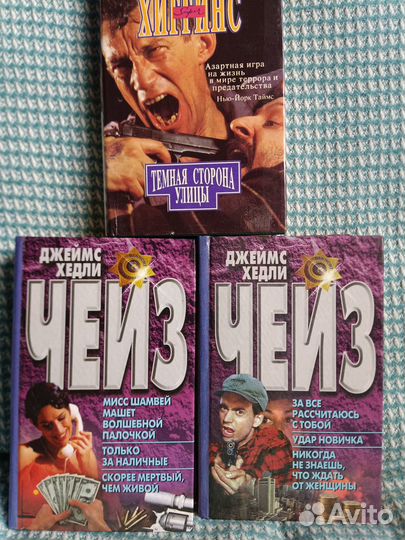 ХИГГИНС
Азартная игра
на жизнь
в мире террора и
предательства
Нью-Йорк Таймс
ТЕМНАЯ СТОРОНА
УЛИЦЫ
ДЖЕЙМС
ХЕДЛИ
ЧЕЙЗ
МИСС ШАМВЕЙ
МАШЕТ
ВОЛШЕБНОЙ
ПАЛОЧКОЙ
ТОЛЬКО
ЗА НАЛИЧНЫЕ
СКОРЕЕ МЕРТВЫЙ,
ЧЕМ ЖИВОЙ
ДЖЕЙМС
ХЕДЛИ
ЧЕЙЗ
ЗА ВСЕ
РАССЧИТАЮСЬ
С ТОБОЙ
УДАР НОВИЧКА
НИКОГДА
НЕ ЗНАЕШЬ,
ЧТО ЖДАТЬ
ОТ ЖЕНЩИНЫ
Avito